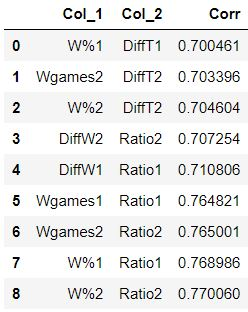 Col_1 Col_2 Corr
0 W%1 DiffT1 0.700461
1 Wgames2 DiffT2 0.703396
2 W%2 DiffT2 0.704604
3 DiffW2 Ratio2 0.707254
4 DiffW1 Ratio1 0.710806
5 Wgames1 Ratio1 0.764821
6 Wgames2 Ratio2 0.765001
7 W%1 Ratio1 0.768986
8 W%2 Ratio2 0.770060